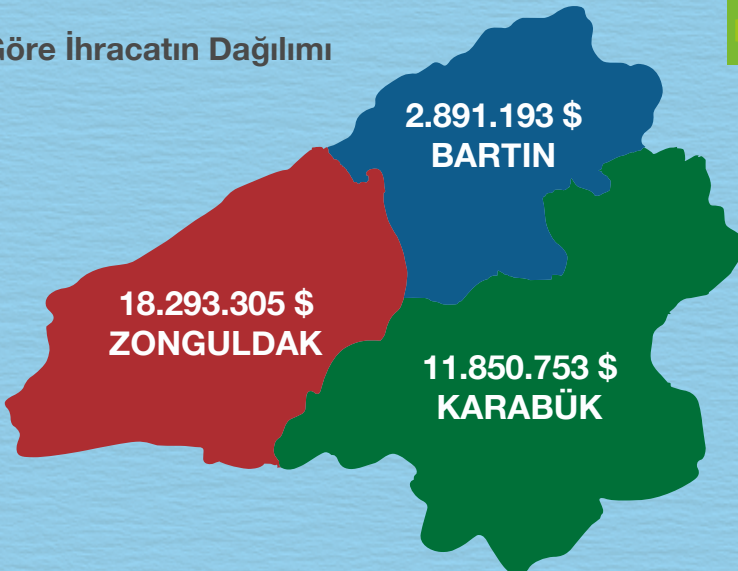 Göre İhracatın Dağılımı
2.891.193 $
BARTIN
18.293.305 $
ZONGULDAK
11.850.753 $
KARABÜK